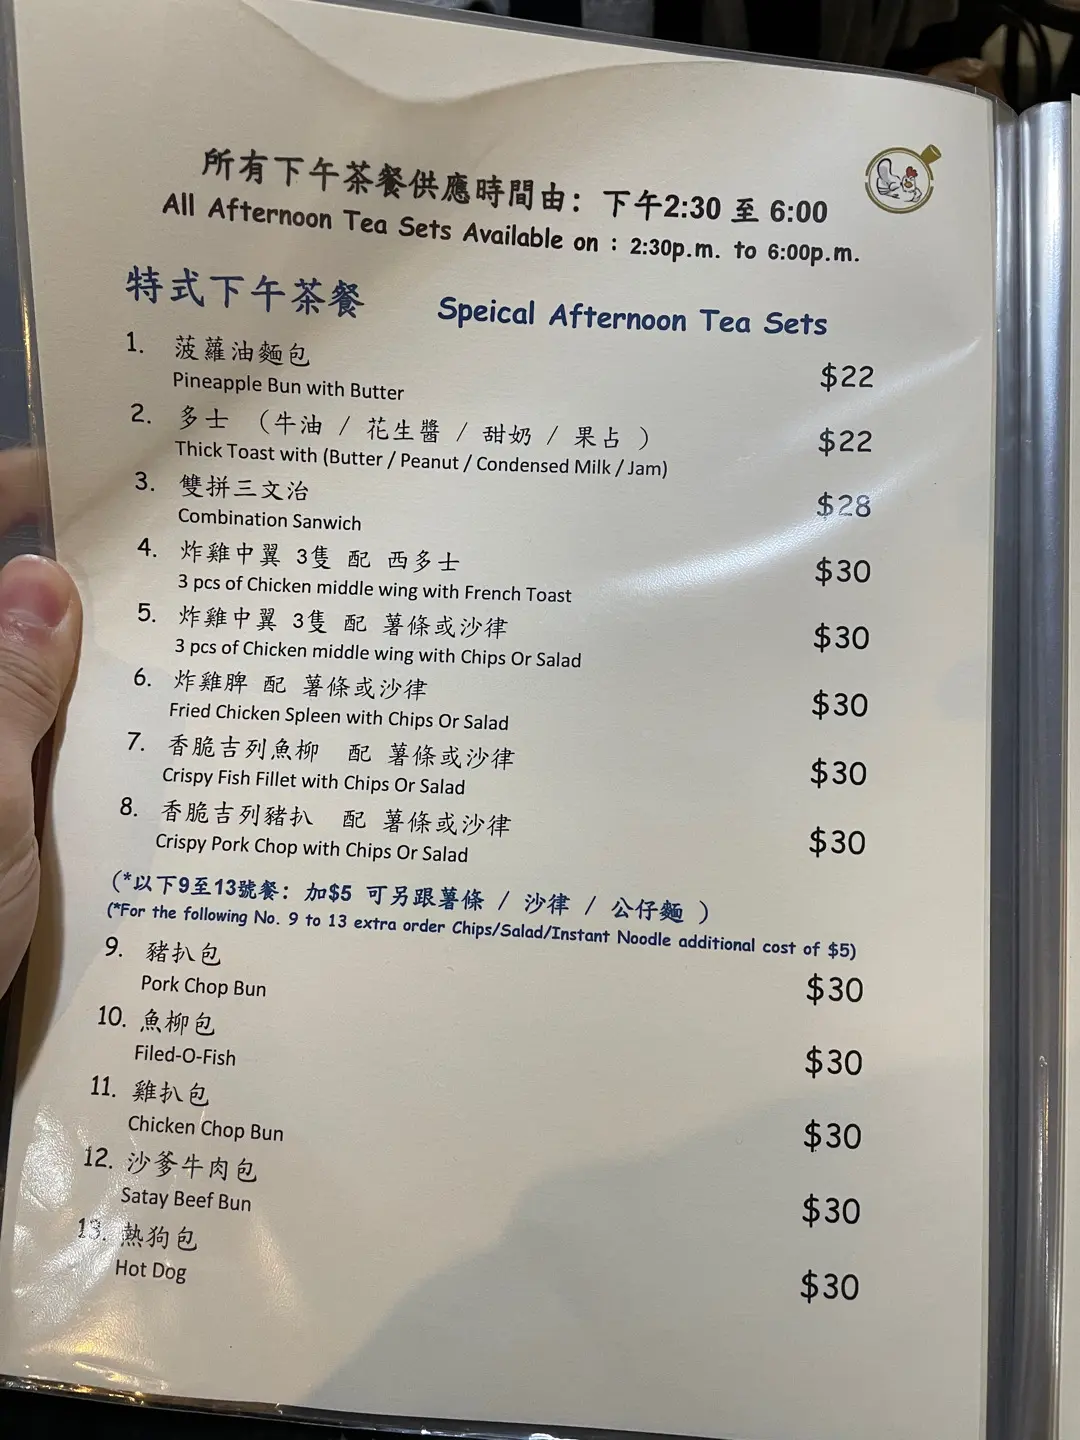 所有下午茶餐供應時間由：下午2:30 至 6:00
All Afternoon Tea Sets Available on : 2:30p.m. to 6:00p.m.
特式下午茶餐 Speical Afternoon Tea Sets
1. 菠蘿油麵包 $22
Pineapple Bun with Butter
2. 多士 （牛油 / 花生醬 / 甜奶 / 果占 ） $22
Thick Toast with (Butter / Peanut / Condensed Milk / Jam)
3. 雙拼三文治 $28
Combination Sanwich
4. 炸雞中翼 3隻 配 西多士 $30
3 pcs of Chicken middle wing with French Toast
5. 炸雞中翼 3隻 配 薯條或沙律 $30
3 pcs of Chicken middle wing with Chips Or Salad
6. 炸雞脾 配 薯條或沙律 $30
Fried Chicken Spleen with Chips Or Salad
7. 香脆吉列魚柳 配 薯條或沙律 $30
Crispy Fish Fillet with Chips Or Salad
8. 香脆吉列豬扒 配 薯條或沙律 $30
Crispy Pork Chop with Chips Or Salad
(*以下9至13號餐：加$5 可另跟薯條 / 沙律 / 公仔麵 )
(*For the following No. 9 to 13 extra order Chips/Salad/Instant Noodle additional cost of $5)
9. 豬扒包 $30
Pork Chop Bun
10. 魚柳包 $30
Filed-O-Fish
11. 雞扒包 $30
Chicken Chop Bun
12. 沙爹牛肉包 $30
Satay Beef Bun
13. 熱狗包 $30
Hot Dog